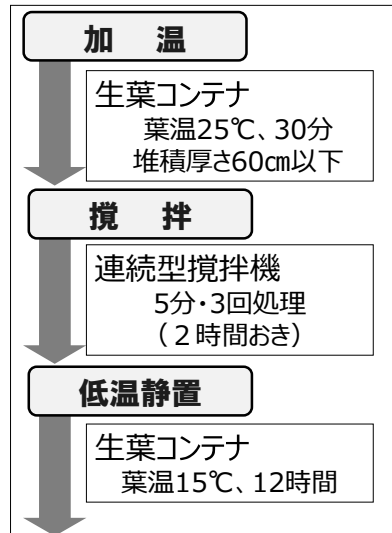 加　温
生葉コンテナ
葉温25℃、30分
堆積厚さ60㎝以下
撹　拌
連続型撹拌機
5分・3回処理
（２時間おき）
低温静置
生葉コンテナ
葉温15℃、12時間